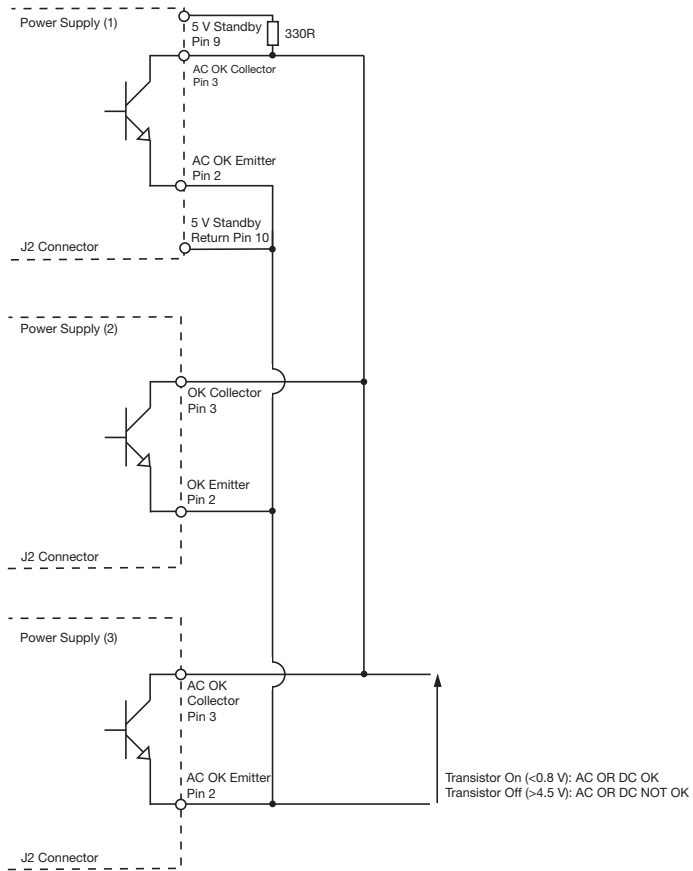 Power Supply (1)
5 V Standby
Pin 9
330R
AC OK Collector
Pin 3
AC OK Emitter
Pin 2
5 V Standby
Return Pin 10
J2 Connector
Power Supply (2)
OK Collector
Pin 3
OK Emitter
Pin 2
J2 Connector
Power Supply (3)
AC OK
Collector
Pin 3
AC OK Emitter
Pin 2
Transistor On (<0.8 V): AC OR DC OK
Transistor Off (>4.5 V): AC OR DC NOT OK
J2 Connector